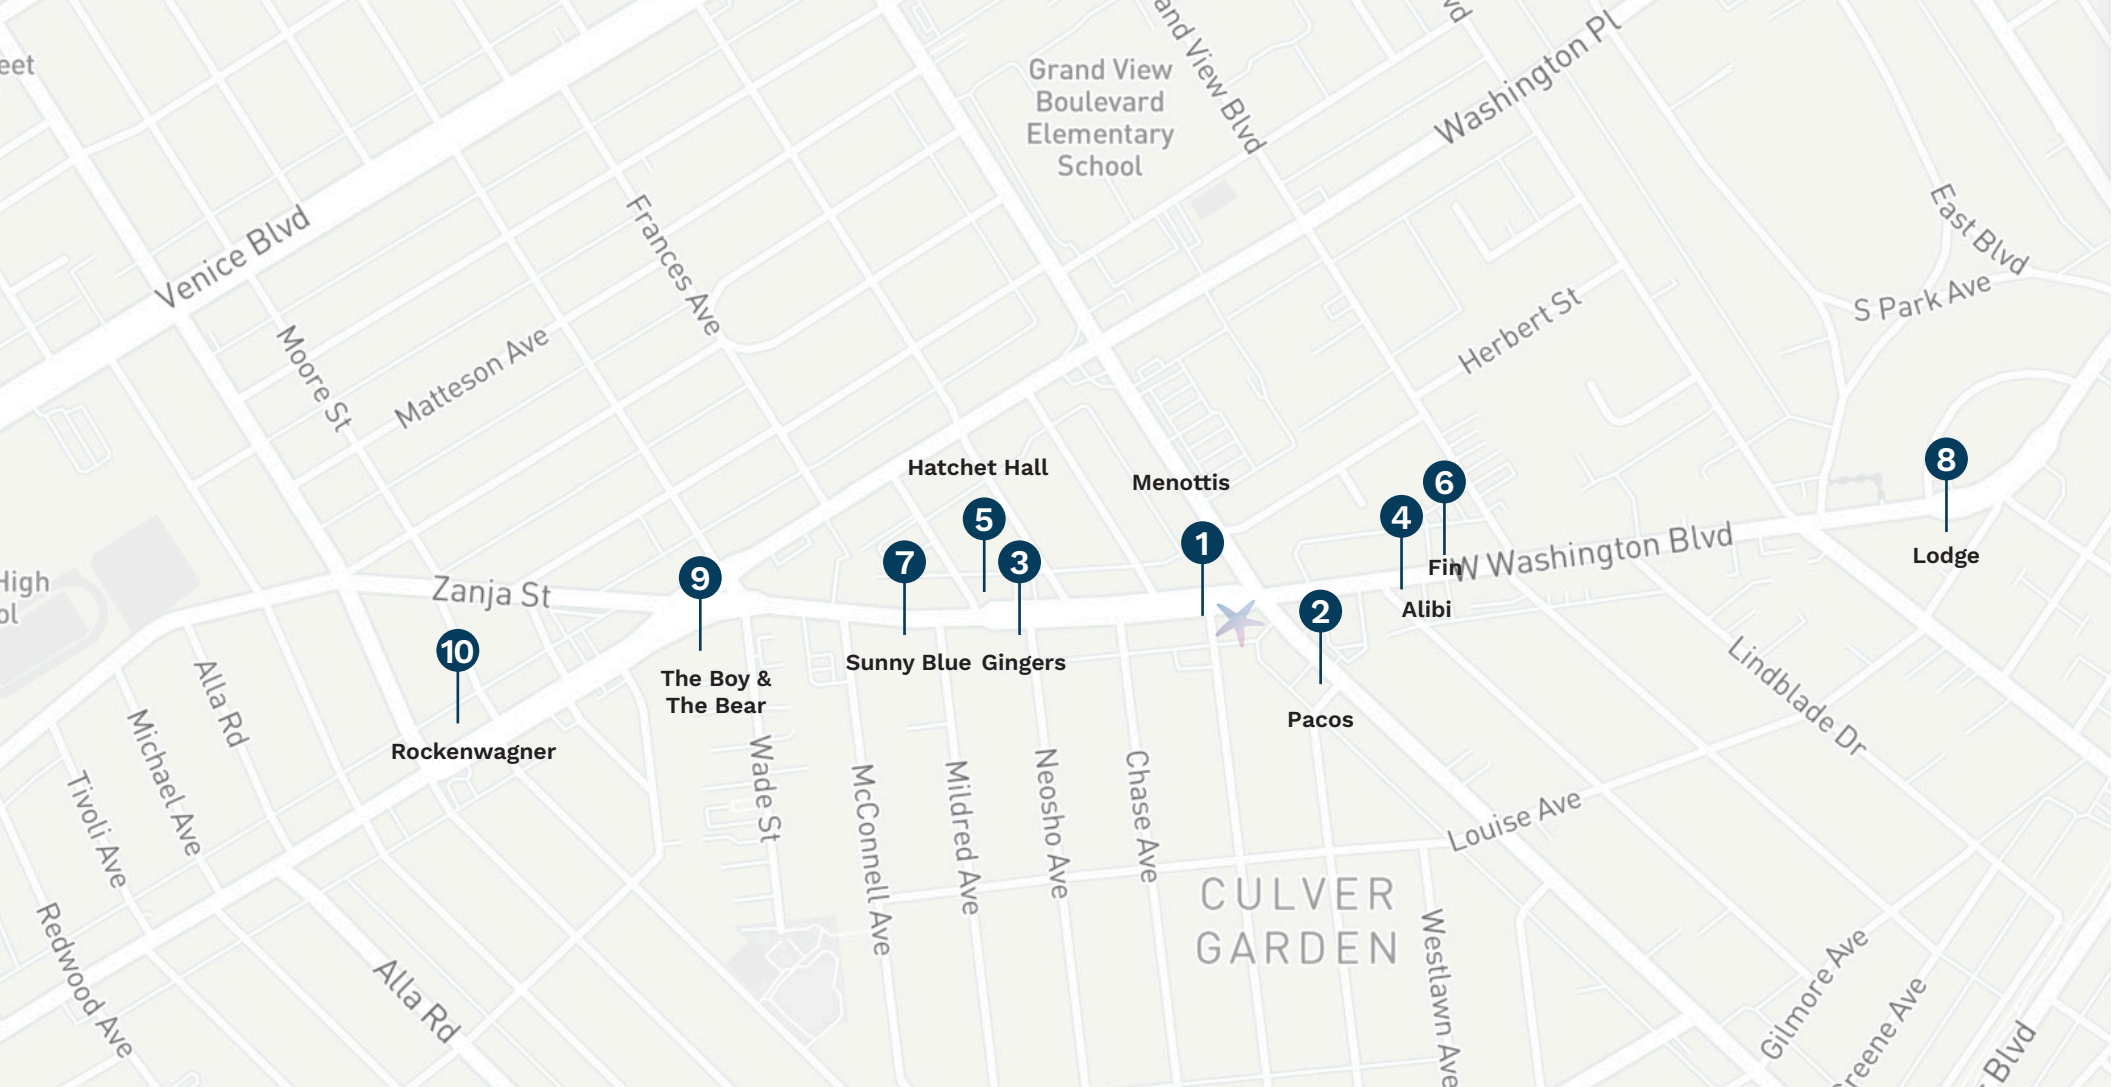 eet
Grand View
Boulevard
Elementary
School
and View Blvd
vd
Washington Pl
Venice Blvd
Frances Ave
East Blvd
S Park Ave
Moore St
Matteson Ave
Herbert St
Hatchet Hall
Menottis
5
3
7
9
1
4
6
8
Fin
W Washington Blvd
Lodge
High
ol
Zanja St
Alibi
2
10
Sunny Blue
Gingers
The Boy &
The Bear
Pacos
Rockenwagner
Alla Rd
Michael Ave
Tivoli Ave
Redwood Ave
Alla Rd
Wade St
McConnell Ave
Mildred Ave
Neosho Ave
Chase Ave
Lindblade Dr
Louise Ave
CULVER
GARDEN
Westlawn Ave
Gilmore Ave
Greene Ave
Blvd